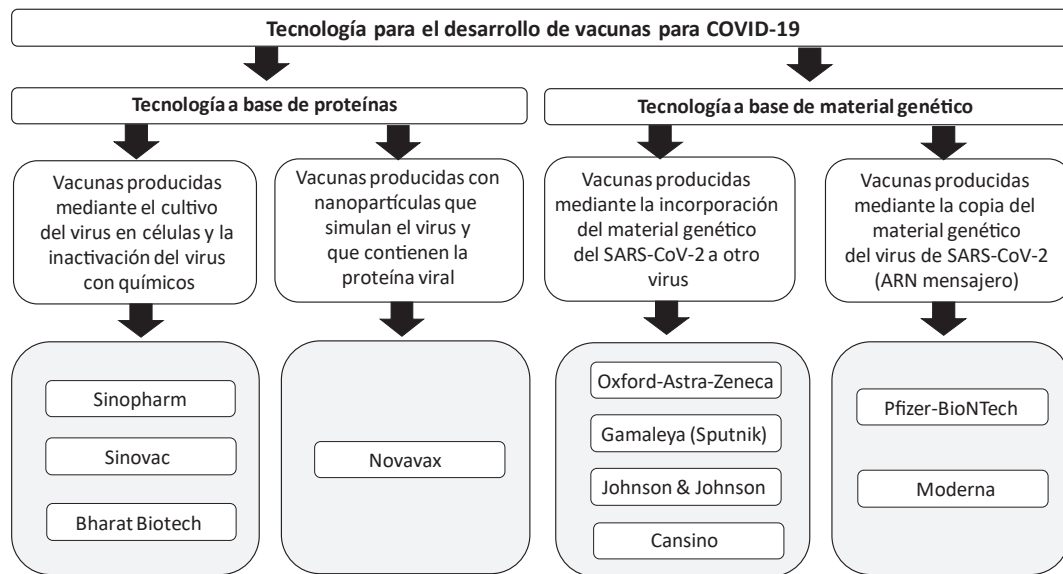 Tecnología para el desarrollo de vacunas para COVID-19
Tecnología a base de proteínas
Tecnología a base de material genético
Vacunas producidas
mediante el cultivo
del virus en células y la
inactivación del virus
con químicos
Vacunas producidas con
nanopartículas que
simulan el virus y
que contienen la
proteína viral
Vacunas producidas
mediante la incorporación
del material genético
del SARS-CoV-2 a otro
virus
Vacunas producidas
mediante la copia del
material genético
del virus de SARS-CoV-2
(ARN mensajero)
Sinopharm
Sinovac
Bharat Biotech
Novavax
Oxford-Astra-Zeneca
Gamaleya (Sputnik)
Johnson & Johnson
Cansino
Pfizer-BioNTech
Moderna